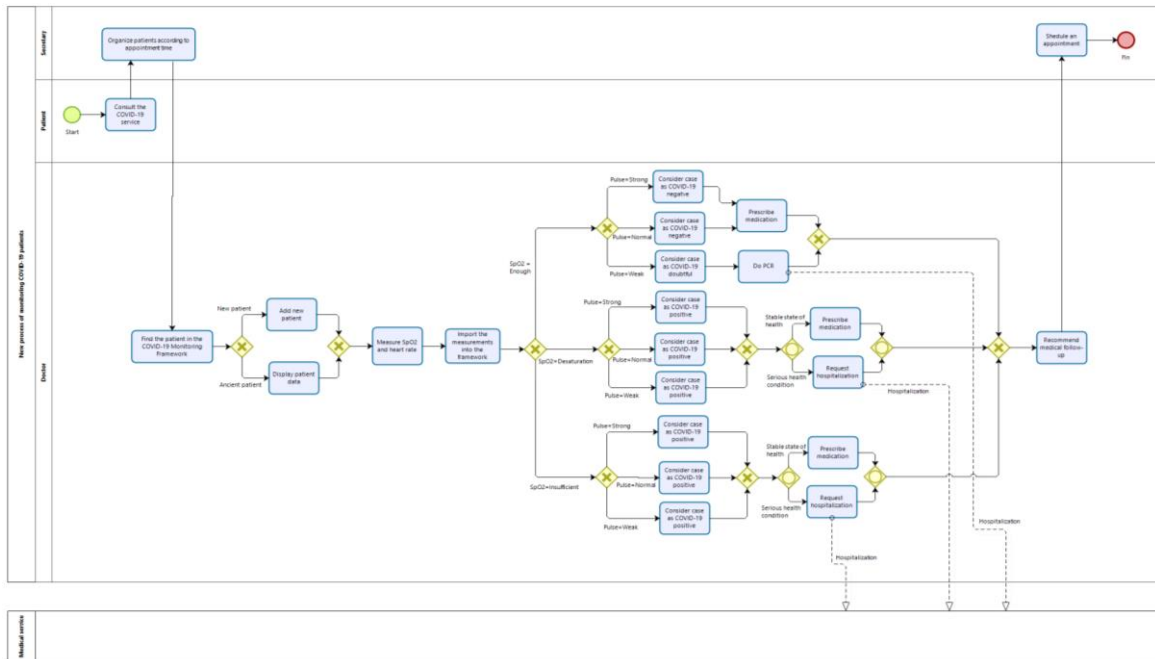 New process of monitoring COVID-19 patients
Secretary
Organize patients according to
appointment time
Shedule an
appointment
Fin
Patient
Start
Consult the
COVID-19
service
Doctor
Find the patient in the
COVID-19 Monitoring
Framework
New patient
Add new
patient
Ancient patient
Display patient
data
Measure SpO2
and heart rate
Import the
measurements into
the framework
SpO2 =
Enough
Pulse=Strong
Consider case
as COVID-19
negative
Pulse=Normal
Consider case
as COVID-19
negative
Prescribe
medication
Pulse=Weak
Consider case
as COVID-19
doubtful
Do PCR
SpO2=Desaturation
Pulse=Strong
Consider case
as COVID-19
positive
Pulse=Normal
Consider case
as COVID-19
positive
Pulse=Weak
Consider case
as COVID-19
positive
Stable state of
health
Prescribe
medication
Serious health
condition
Request
hospitalization
Hospitalization
SpO2=Insufficient
Pulse=Strong
Consider case
as COVID-19
positive
Pulse=Normal
Consider case
as COVID-19
positive
Pulse=Weak
Consider case
as COVID-19
positive
Stable state of
health
Prescribe
medication
Serious health
condition
Request
hospitalization
Hospitalization
Hospitalization
Recommend
medical follow-
up
Medical service